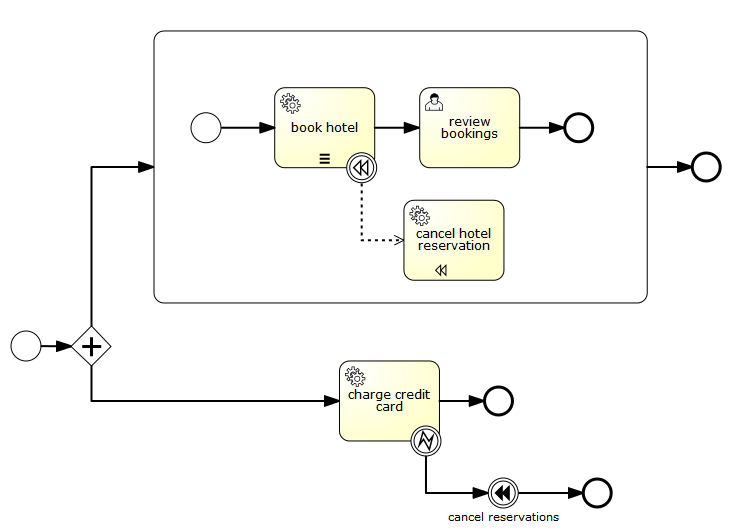 book hotel
review
bookings
cancel hotel
reservation
charge credit
card
cancel reservations